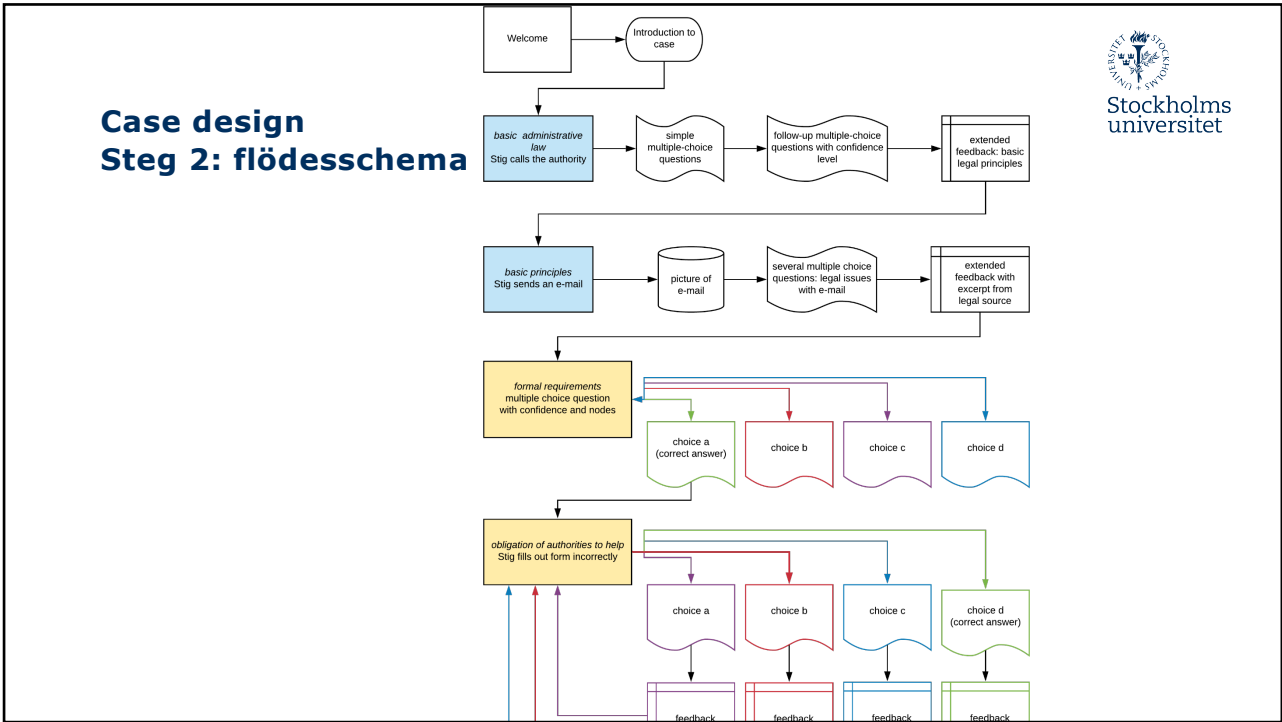 Case design
Steg 2: flödesschema
Welcome
Introduction to
case
STOCKHOLMS UNIVERSITET
Stockholms
universitet
basic administrative
law
Stig calls the authority
simple
multiple-choice
questions
follow-up multiple-choice
questions with confidence
level
extended
feedback: basic
legal principles
basic principles
Stig sends an e-mail
picture of
e-mail
several multiple choice
questions: legal issues
with e-mail
extended
feedback with
excerpt from
legal source
formal requirements
multiple choice question
with confidence and nodes
choice a
(correct answer)
choice b
choice c
choice d
obligation of authorities to help
Stig fills out form incorrectly
choice a
choice b
choice c
choice d
(correct answer)
feedback
feedback
feedback
feedback